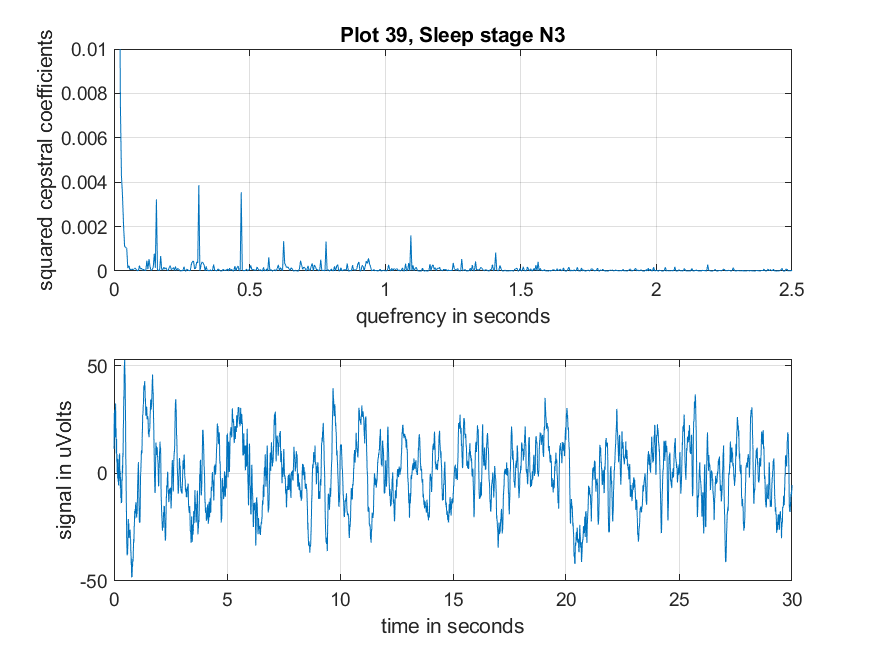 Plot 39, Sleep stage N3
squared cepstral coefficients
0.01
0.008
0.006
0.004
0.002
0
0 0.5 1 1.5 2 2.5
quefrency in seconds
signal in uVolts
50
0
-50
0 5 10 15 20 25 30
time in seconds